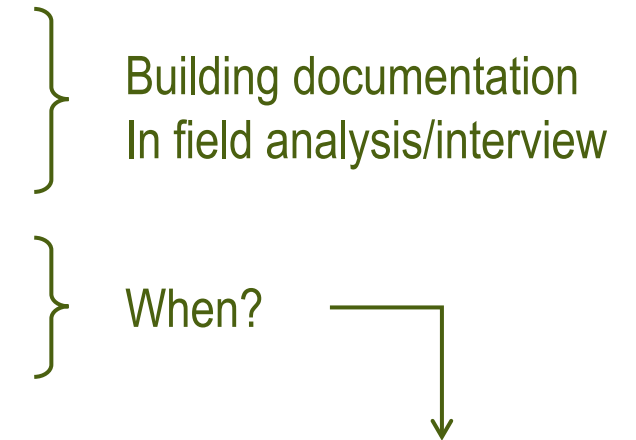 Building documentation
In field analysis/interview
When?